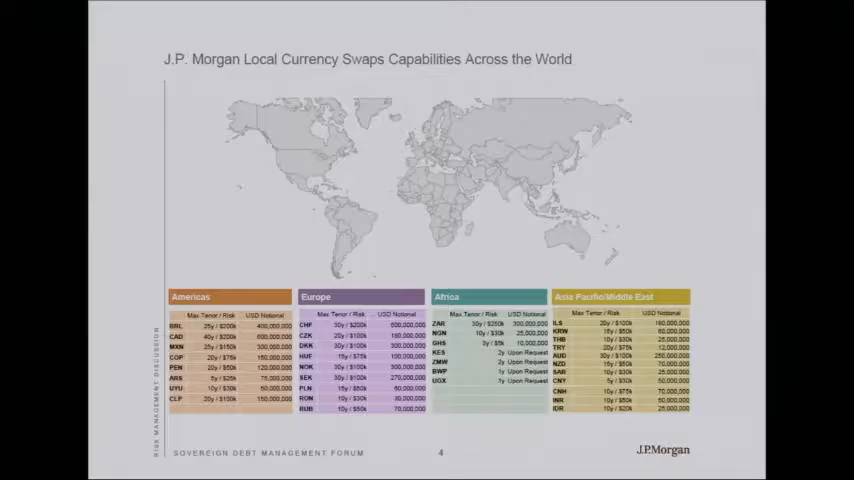 J.P. Morgan Local Currency Swaps Capabilities Across the World
Americas
Max Tenor / Risk USD Notional
BRL 25y / $200k 400,000,000
CAD 40y / $200k 600,000,000
MXN 25y / $150k 300,000,000
COP 20y / $75k 150,000,000
PEN 20y / $50k 120,000,000
ARS 5y / $25k 75,000,000
UYU 10y / $30k 50,000,000
CLP 20y / $100k 150,000,000
Europe
Max Tenor / Risk USD Notional
CHF 30y / $200k 500,000,000
CZK 20y / $100k 180,000,000
DKK 30y / $100k 300,000,000
HUF 15y / $75k 100,000,000
NOK 30y / $100k 300,000,000
SEK 30y / $100k 270,000,000
PLN 15y / $50k 60,000,000
RON 10y / $30k 30,000,000
RUB 10y / $50k 70,000,000
Africa
Max Tenor / Risk USD Notional
ZAR 30y / $250k 300,000,000
NGN 10y / $30k 25,000,000
GHS 3y / $5k 10,000,000
KES 2y Upon Request
ZMW 2y Upon Request
BWP 1y Upon Request
UGX 7y Upon Request
Asia Pacific/Middle East
Max Tenor / Risk USD Notional
ILS 20y / $100k 160,000,000
KRW 15y / $50k 60,000,000
THB 10y / $30k 25,000,000
TRY 20y / $75k 12,000,000
AUD 30y / $100k 250,000,000
NZD 15y / $50k 70,000,000
SAR 10y / $30k 25,000,000
CNY 5y / $30k 50,000,000
CNH 10y / $75k 70,000,000
INR 10y / $50k 50,000,000
IDR 10y / $20k 25,000,000
RISK MANAGEMENT DISCUSSION
SOVEREIGN DEBT MANAGEMENT FORUM
4
J.P.Morgan